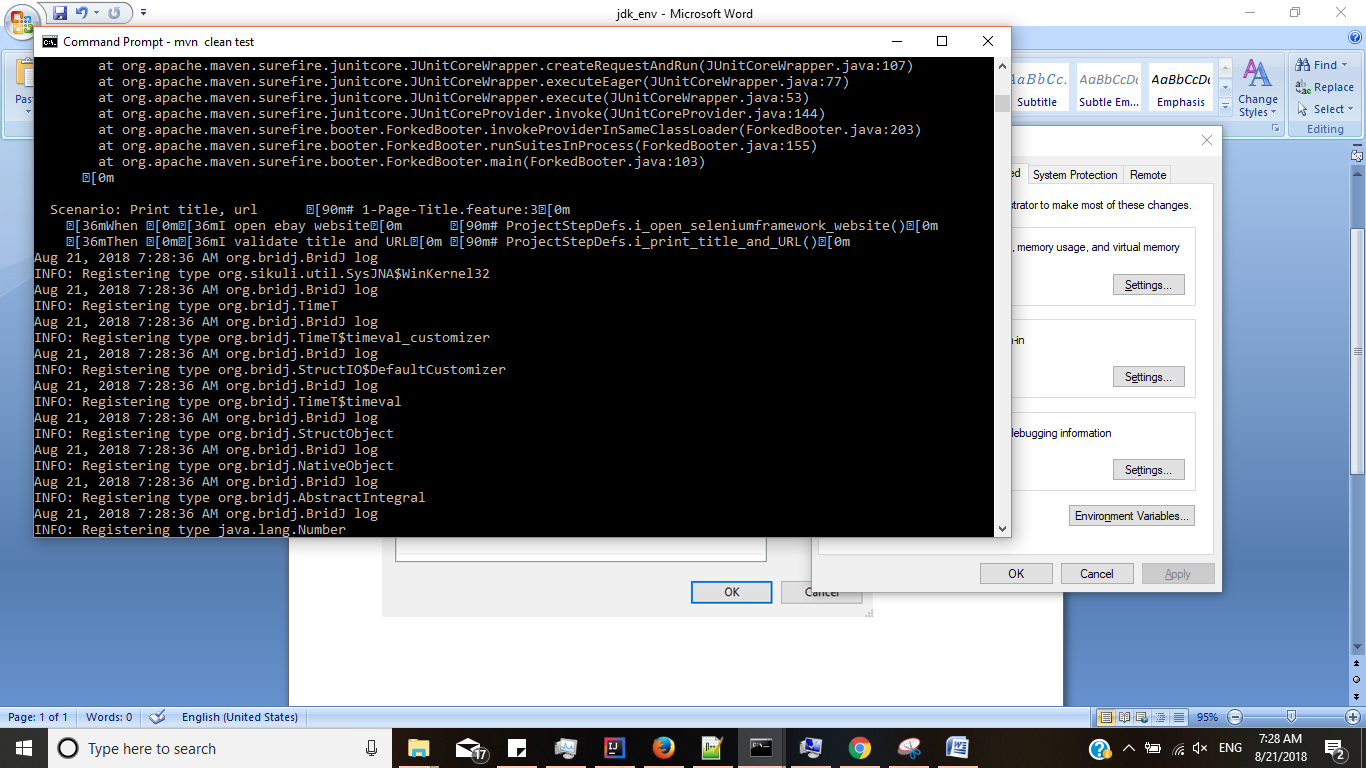 jdk_env - Microsoft Word
Command Prompt - mvn  clean test
at org.apache.maven.surefire.junitcore.JUnitCoreWrapper.createRequestAndRun(JUnitCoreWrapper.java:107)
at org.apache.maven.surefire.junitcore.JUnitCoreWrapper.executeEager(JUnitCoreWrapper.java:77)
at org.apache.maven.surefire.junitcore.JUnitCoreWrapper.execute(JUnitCoreWrapper.java:53)
at org.apache.maven.surefire.junitcore.JUnitCoreProvider.invoke(JUnitCoreProvider.java:144)
at org.apache.maven.surefire.booter.ForkedBooter.invokeProviderInSameClassLoader(ForkedBooter.java:203)
at org.apache.maven.surefire.booter.ForkedBooter.runSuitesInProcess(ForkedBooter.java:155)
at org.apache.maven.surefire.booter.ForkedBooter.main(ForkedBooter.java:103)
[0m
Scenario: Print title, url [90m# 1-Page-Title.feature:3[0m
[36mWhen [0m[36mI open ebay website[0m [90m# ProjectStepDefs.i_open_seleniumframework_website()[0m
[36mThen [0m[36mI validate title and URL[0m [90m# ProjectStepDefs.i_print_title_and_URL()[0m
Aug 21, 2018 7:28:36 AM org.bridj.BridJ log
INFO: Registering type org.sikuli.util.SysJNA$WinKernel32
Aug 21, 2018 7:28:36 AM org.bridj.BridJ log
INFO: Registering type org.bridj.TimeT
Aug 21, 2018 7:28:36 AM org.bridj.BridJ log
INFO: Registering type org.bridj.TimeT$timeval_customizer
Aug 21, 2018 7:28:36 AM org.bridj.BridJ log
INFO: Registering type org.bridj.StructIO$DefaultCustomizer
Aug 21, 2018 7:28:36 AM org.bridj.BridJ log
INFO: Registering type org.bridj.TimeT$timeval
Aug 21, 2018 7:28:36 AM org.bridj.BridJ log
INFO: Registering type org.bridj.StructObject
Aug 21, 2018 7:28:36 AM org.bridj.BridJ log
INFO: Registering type org.bridj.NativeObject
Aug 21, 2018 7:28:36 AM org.bridj.BridJ log
INFO: Registering type org.bridj.AbstractIntegral
Aug 21, 2018 7:28:36 AM org.bridj.BridJ log
INFO: Registering type java.lang.Number
Past
AaBbCc. AaBbCcDc AaBbCcDc
Subtitle Subtle Em... Emphasis
Change
Styles
Find
Replace
Select
Editing
ed System Protection Remote
trator to make most of these changes.
, memory usage, and virtual memory
Settings...
-in
Settings...
debugging information
Settings...
Environment Variables...
OK Cancel Apply
OK Cancel
Page: 1 of 1 Words: 0 English (United States) 95%
Type here to search
17
ENG
7:28 AM
8/21/2018
2